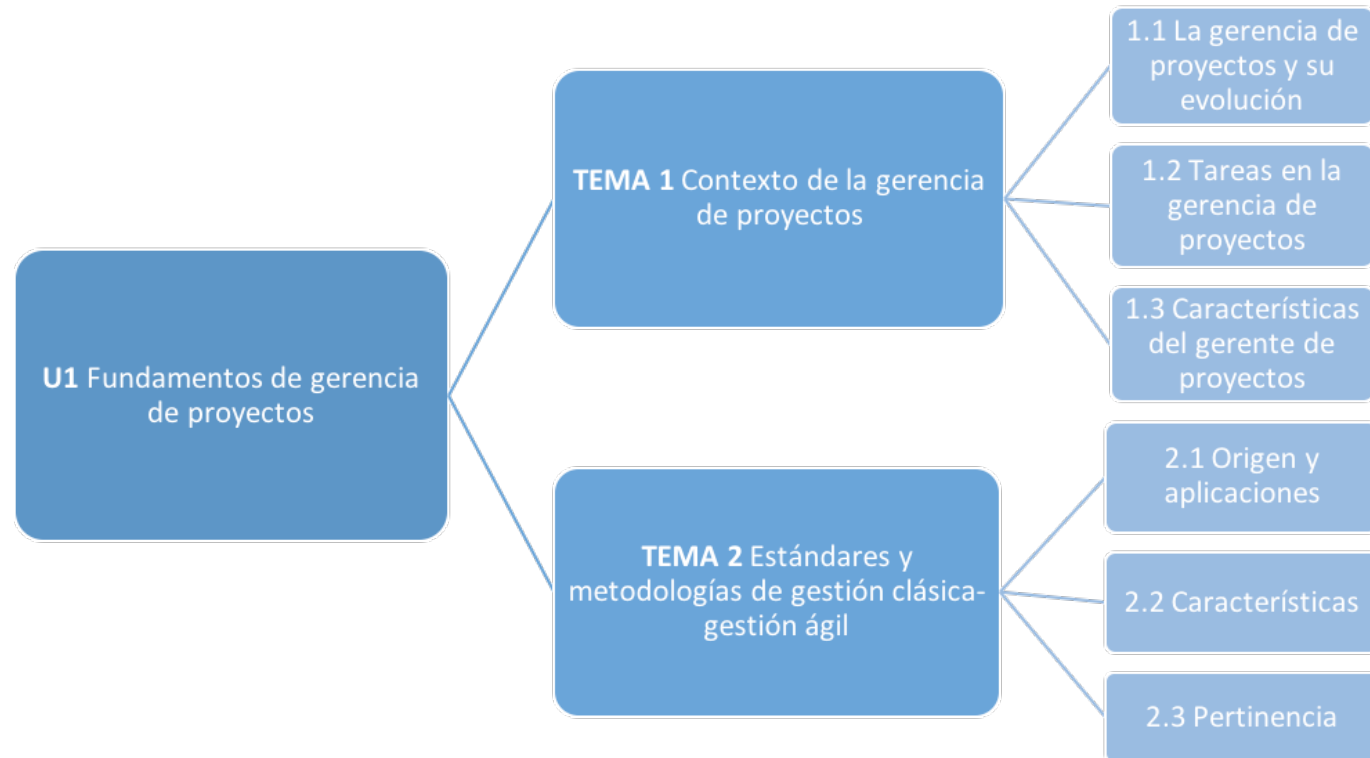 U1 Fundamentos de gerencia
de proyectos
TEMA 1 Contexto de la gerencia
de proyectos
1.1 La gerencia de
proyectos y su
evolución
1.2 Tareas en la
gerencia de
proyectos
1.3 Características
del gerente de
proyectos
TEMA 2 Estándares y
metodologías de gestión clásica-
gestión ágil
2.1 Origen y
aplicaciones
2.2 Características
2.3 Pertinencia